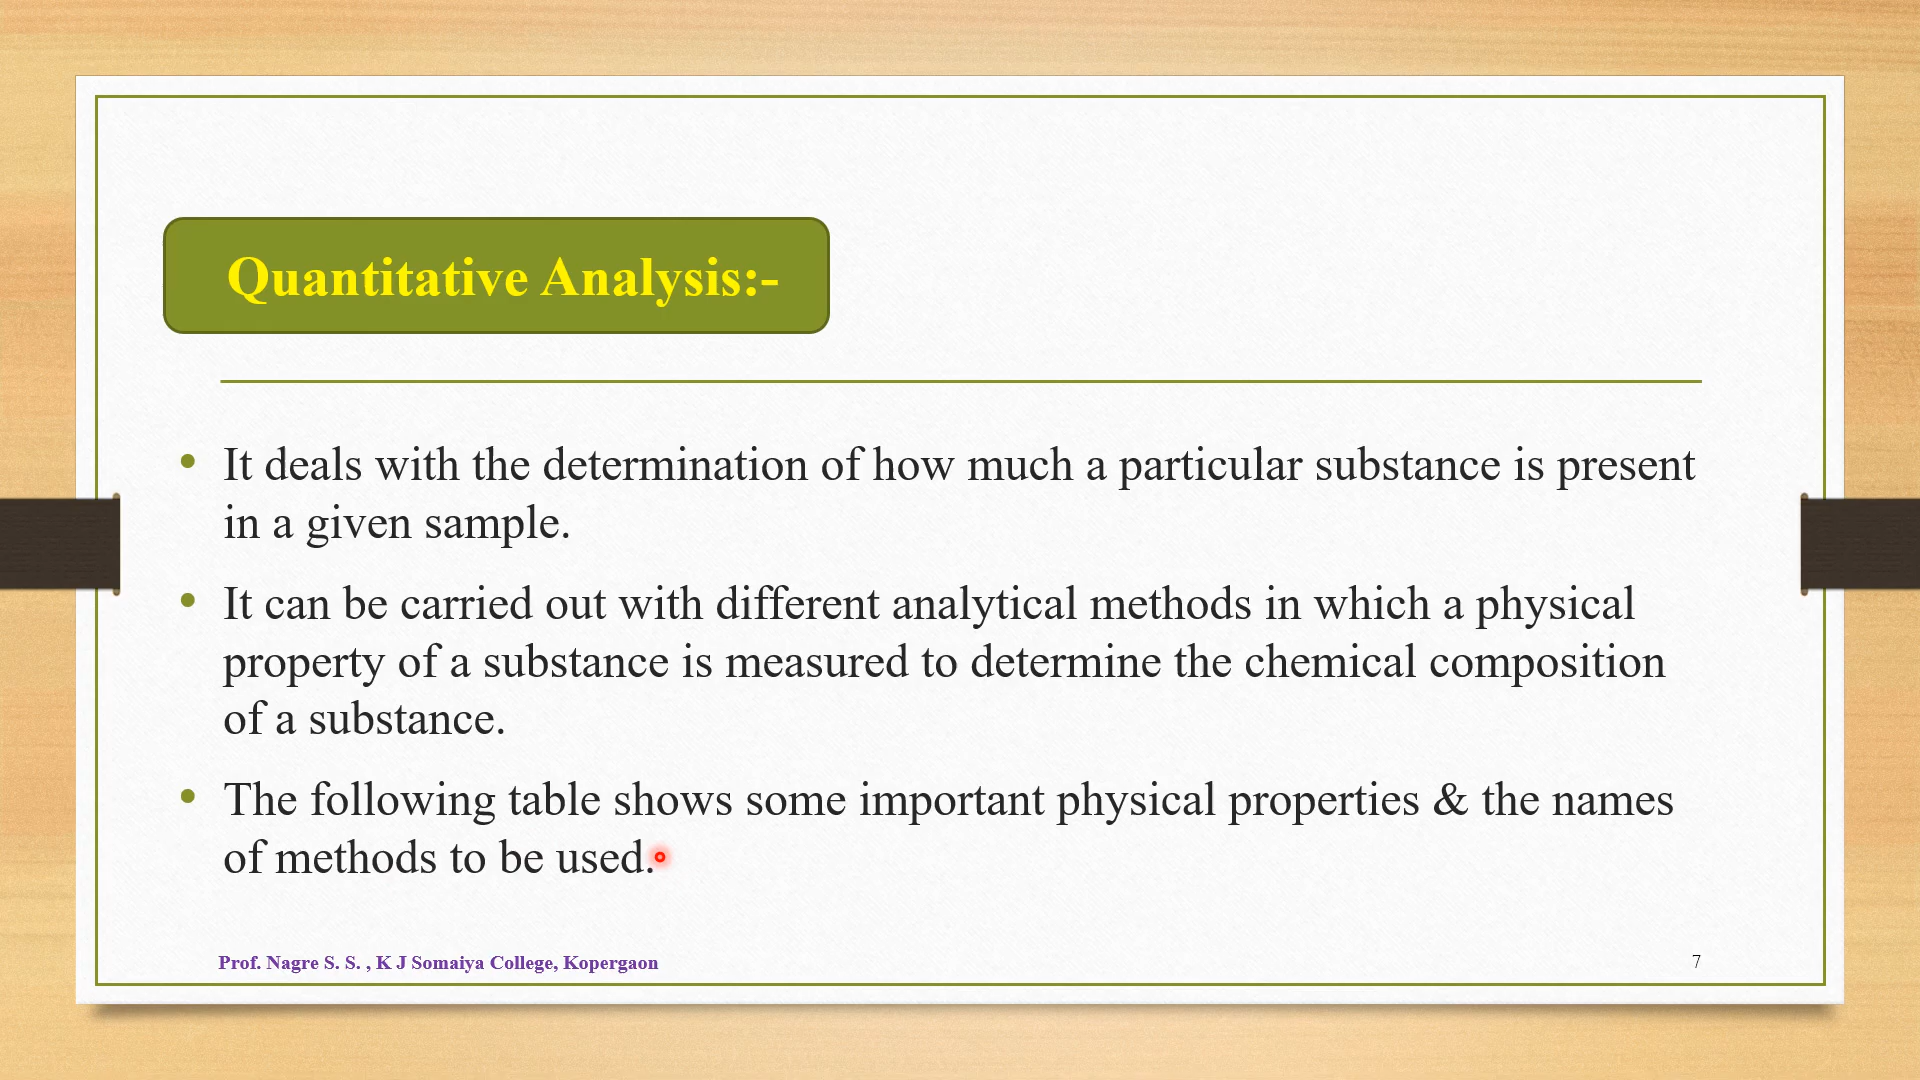 Quantitative Analysis:-
• It deals with the determination of how much a particular substance is present
in a given sample.
• It can be carried out with different analytical methods in which a physical
property of a substance is measured to determine the chemical composition
of a substance.
• The following table shows some important physical properties & the names
of methods to be used.
Prof. Nagre S. S. , K J Somaiya College, Kopergaon
7